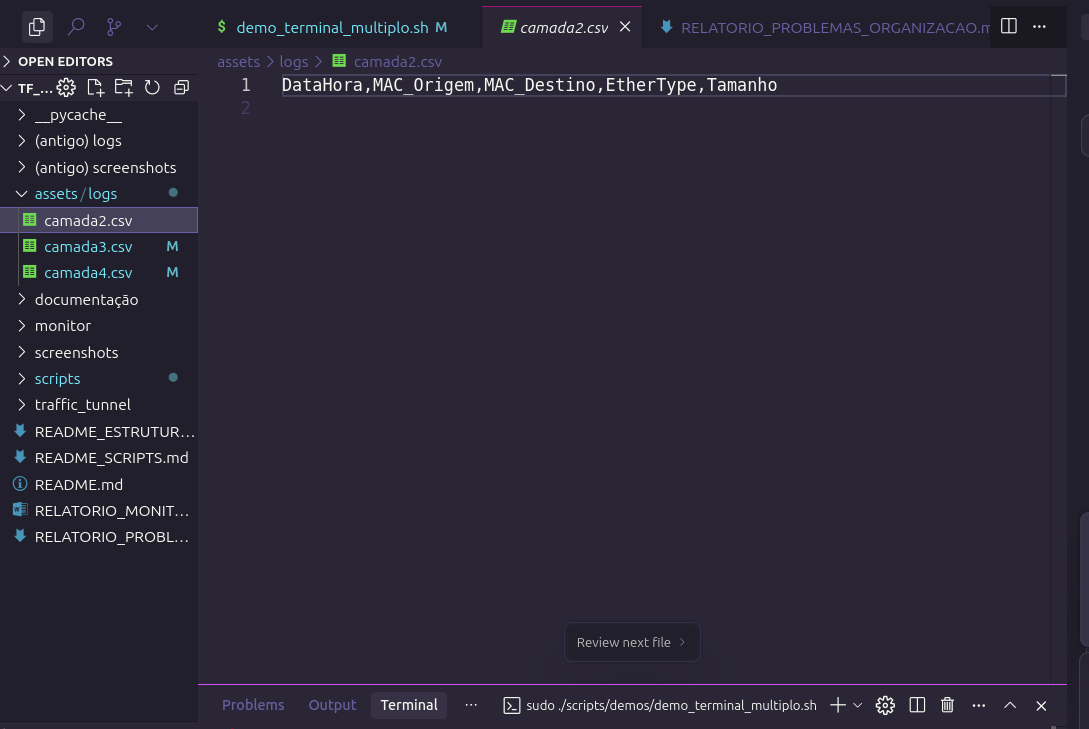 demo_terminal_multiplo.sh M
camada2.csv
RELATORIO_PROBLEMAS_ORGANIZACAO.m
OPEN EDITORS
TF_...
__pycache__
(antigo) logs
(antigo) screenshots
assets/logs
camada2.csv
camada3.csv M
camada4.csv M
documentação
monitor
screenshots
scripts
traffic_tunnel
README_ESTRUTUR...
README_SCRIPTS.md
README.md
RELATORIO_MONIT...
RELATORIO_PROBL...
assets > logs > camada2.csv
1 DataHora,MAC_Origem,MAC_Destino,EtherType,Tamanho
2
Review next file
Problems Output Terminal ... sudo ./scripts/demos/demo_terminal_multiplo.sh